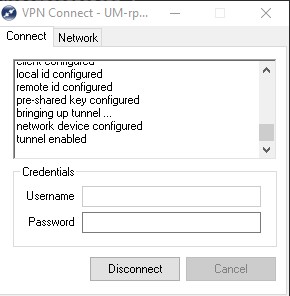 VPN Connect - UM-rp...
Connect Network
client configured
local id configured
remote id configured
pre-shared key configured
bringing up tunnel ...
network device configured
tunnel enabled
Credentials
Username
Password
Disconnect Cancel